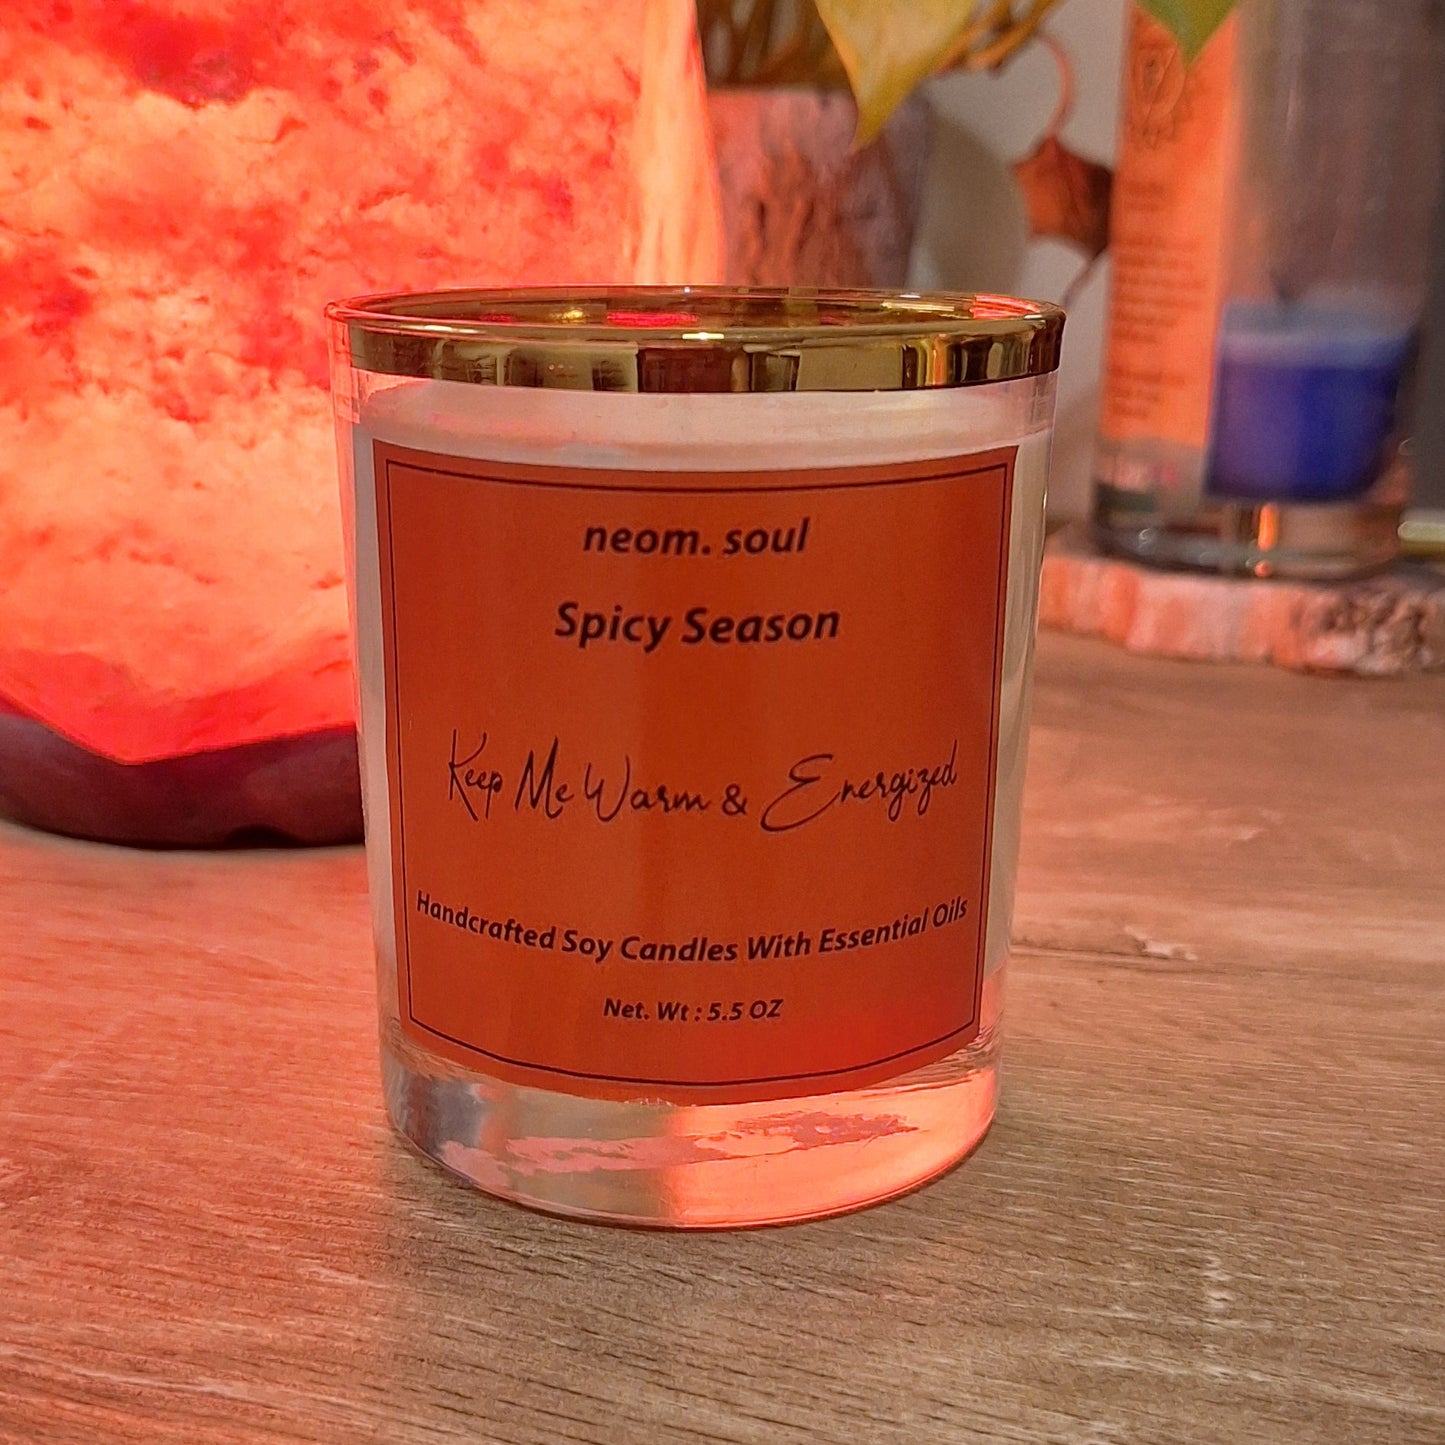 neom. soul
Spicy Season
Keep Me Warm & Energized
Handcrafted Soy Candles With Essential Oils
Net. Wt : 5.5 OZ